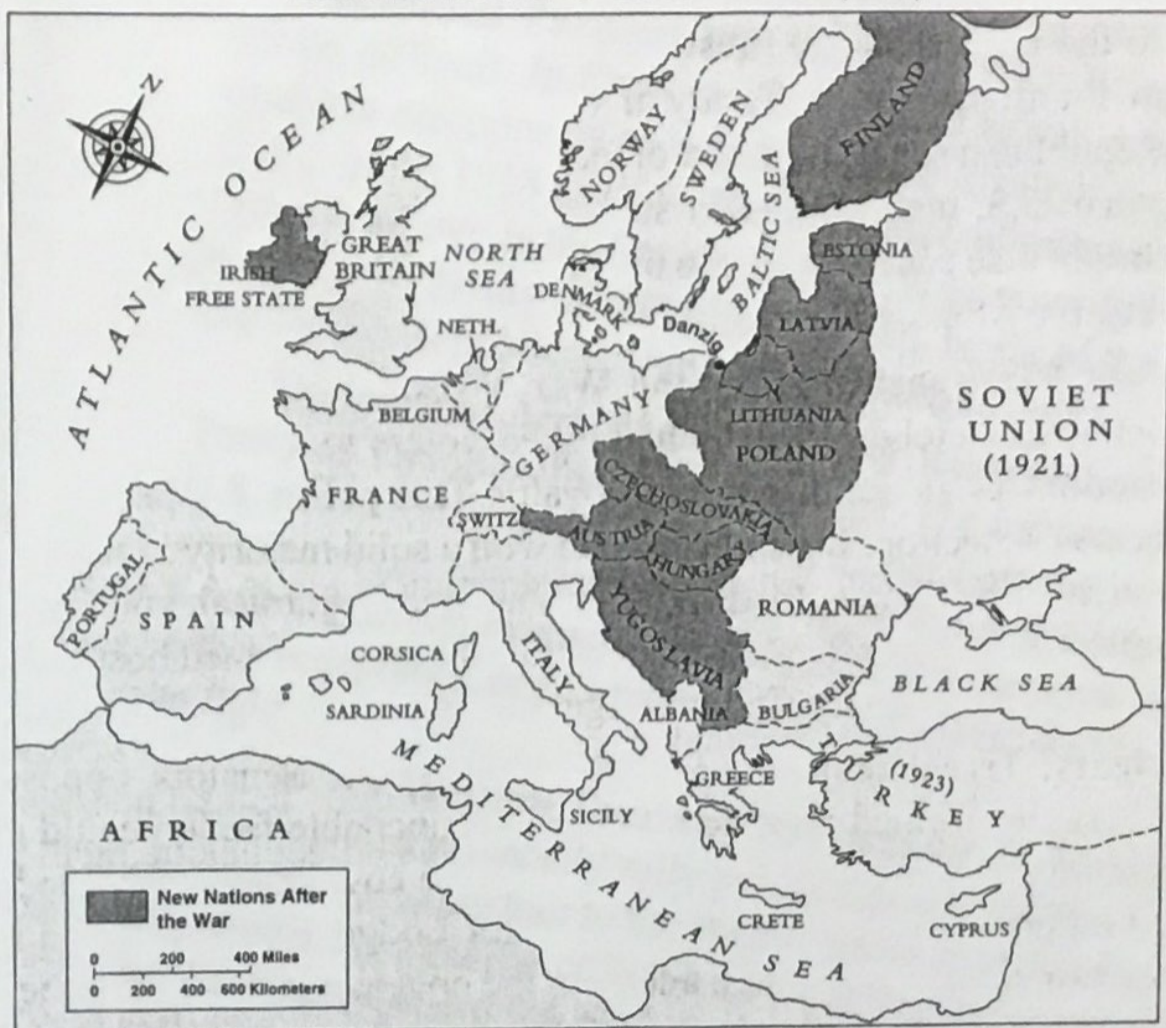 N
ATLANTIC OCEAN
NORWAY
SWEDEN
FINLAND
BALTIC SEA
ESTONIA
GREAT
BRITAIN
NORTH
SEA
IRISH
FREE STATE
DENMARK
NETH.
Danzig
LATVIA
BELGIUM
GERMANY
LITHUANIA
POLAND
SOVIET
UNION
(1921)
FRANCE
CZECHOSLOVAKIA
SWITZ
AUSTRIA
HUNGARY
PORTUGAL
SPAIN
ROMANIA
YUGOSLAVIA
CORSICA
ITALY
SARDINIA
ALBANIA
BULGARIA
BLACK SEA
MEDITERRANEAN SEA
GREECE
TURKEY
(1923)
AFRICA
SICILY
CRETE
CYPRUS
New Nations After
the War
0 200 400 Miles
0 200 400 600 Kilometers